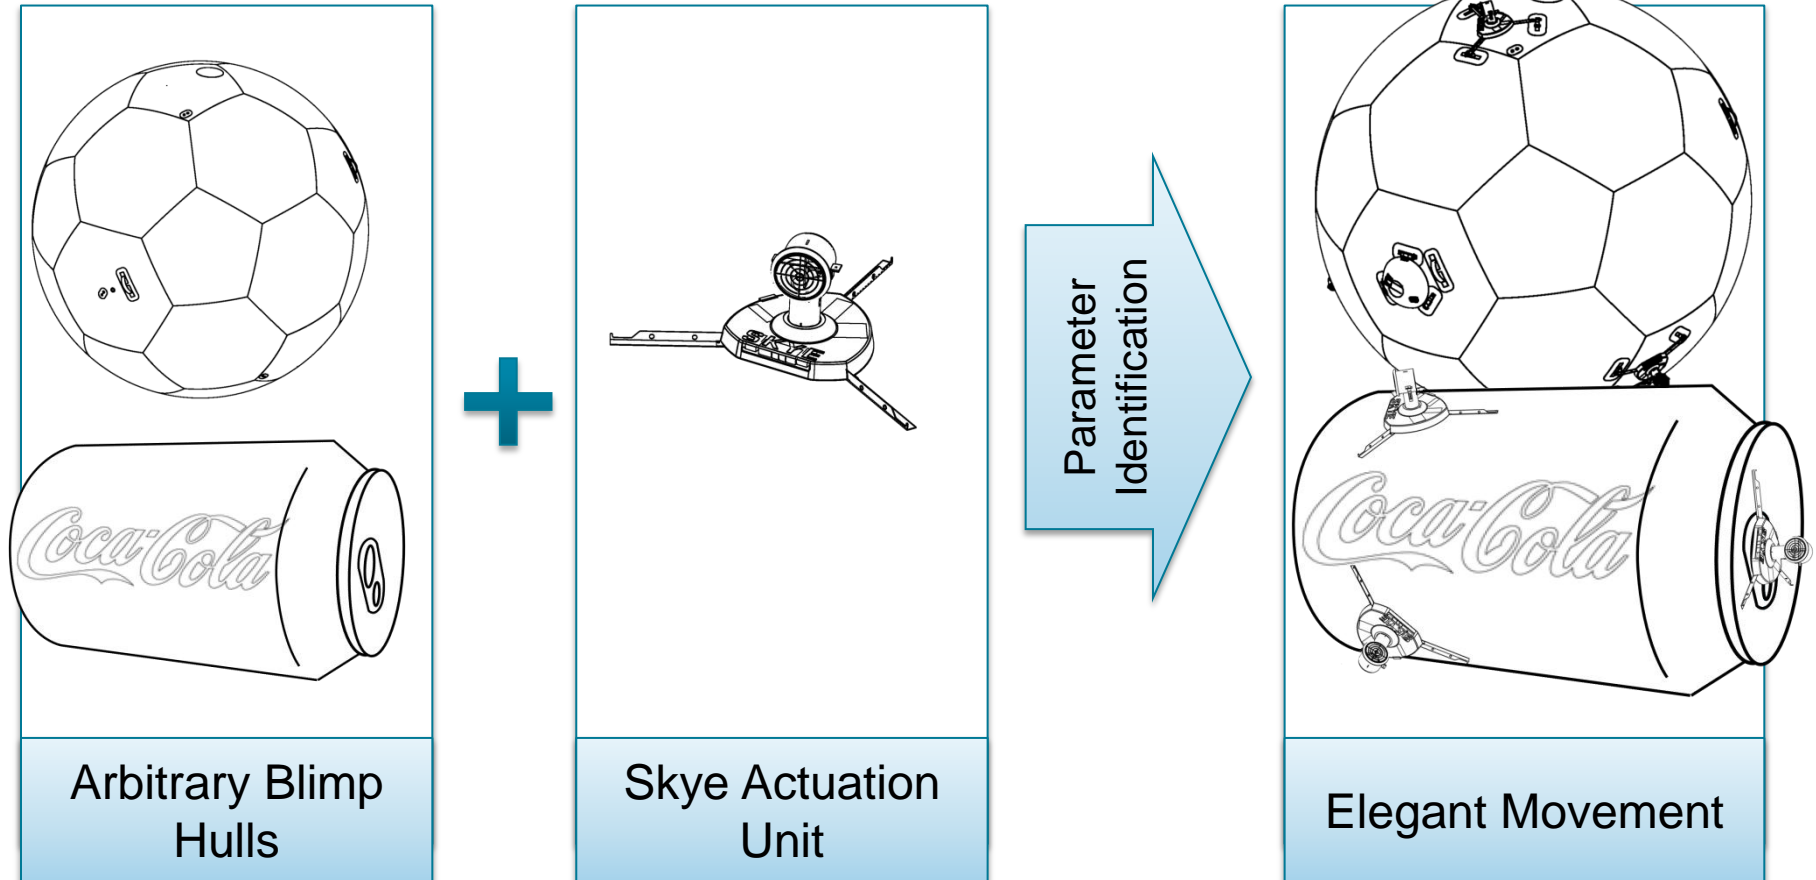 Coca-Cola
Arbitrary Blimp
Hulls
SKYE
Skye Actuation
Unit
Parameter
Identification
Coca-Cola
Elegant Movement